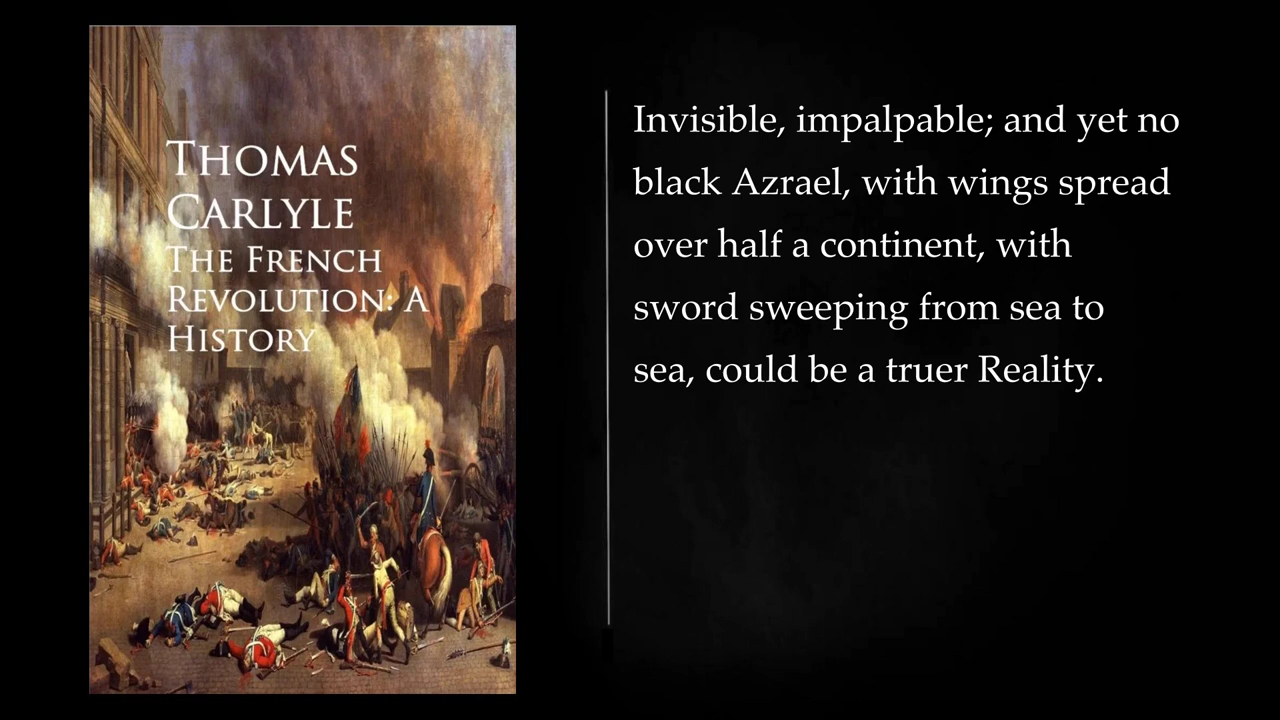 THOMAS
CARLYLE
THE FRENCH
REVOLUTION: A
HISTORY
Invisible, impalpable; and yet no
black Azrael, with wings spread
over half a continent, with
sword sweeping from sea to
sea, could be a truer Reality.